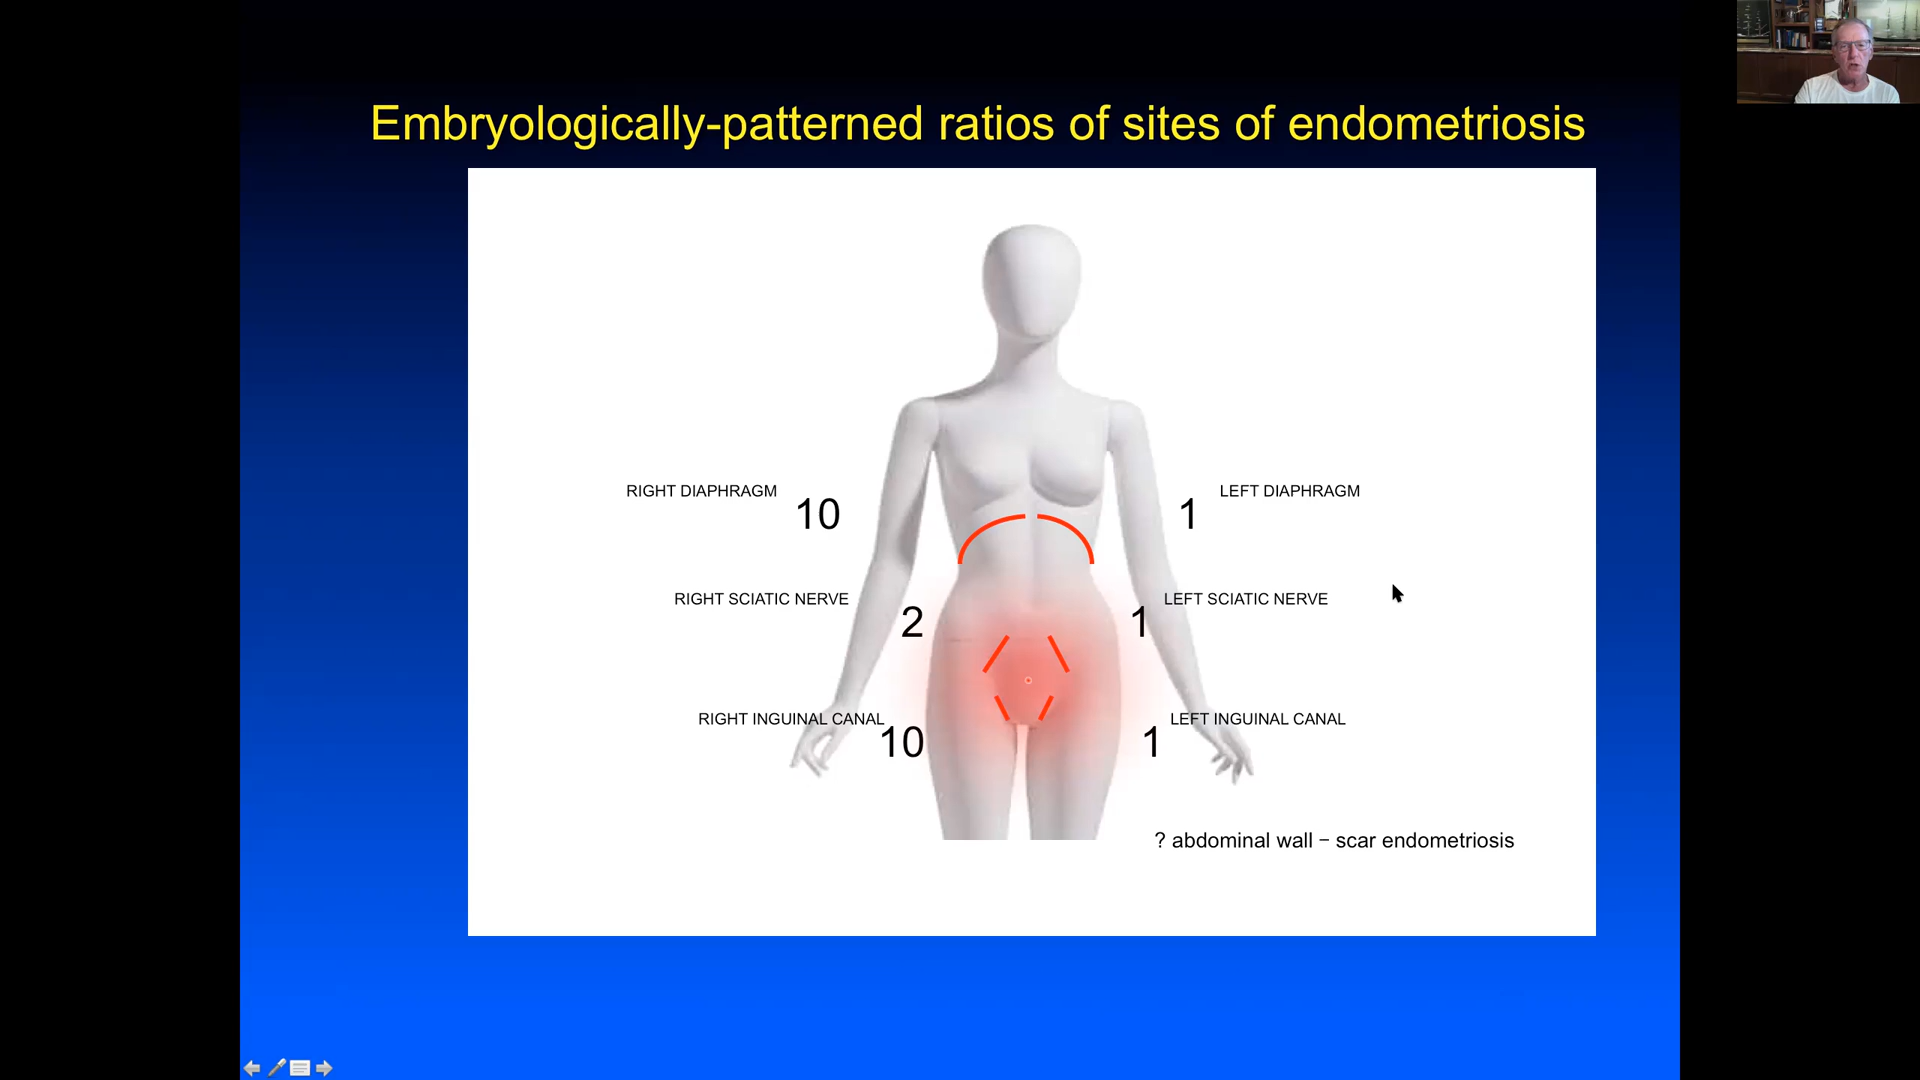 Embryologically-patterned ratios of sites of endometriosis
RIGHT DIAPHRAGM
10
1
LEFT DIAPHRAGM
RIGHT SCIATIC NERVE
2
1
LEFT SCIATIC NERVE
RIGHT INGUINAL CANAL
10
1
LEFT INGUINAL CANAL
? abdominal wall – scar endometriosis